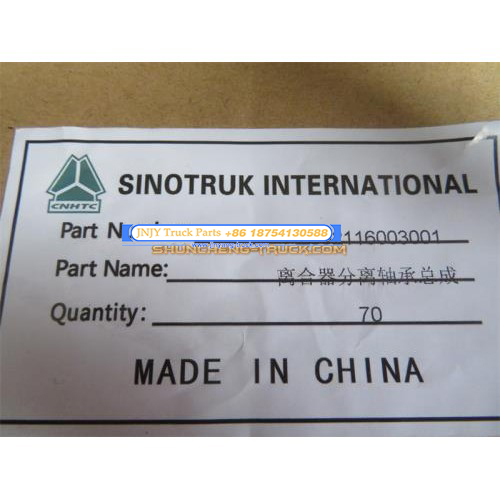 SINOTRUK INTERNATIONAL
CNHTC
Part 116003001
JNJY Truck Parts +86 18754130588
SHUNCHENG-TRUCK.COM
Part Name: 离合器分离轴承总成
Quantity: 70
MADE IN CHINA